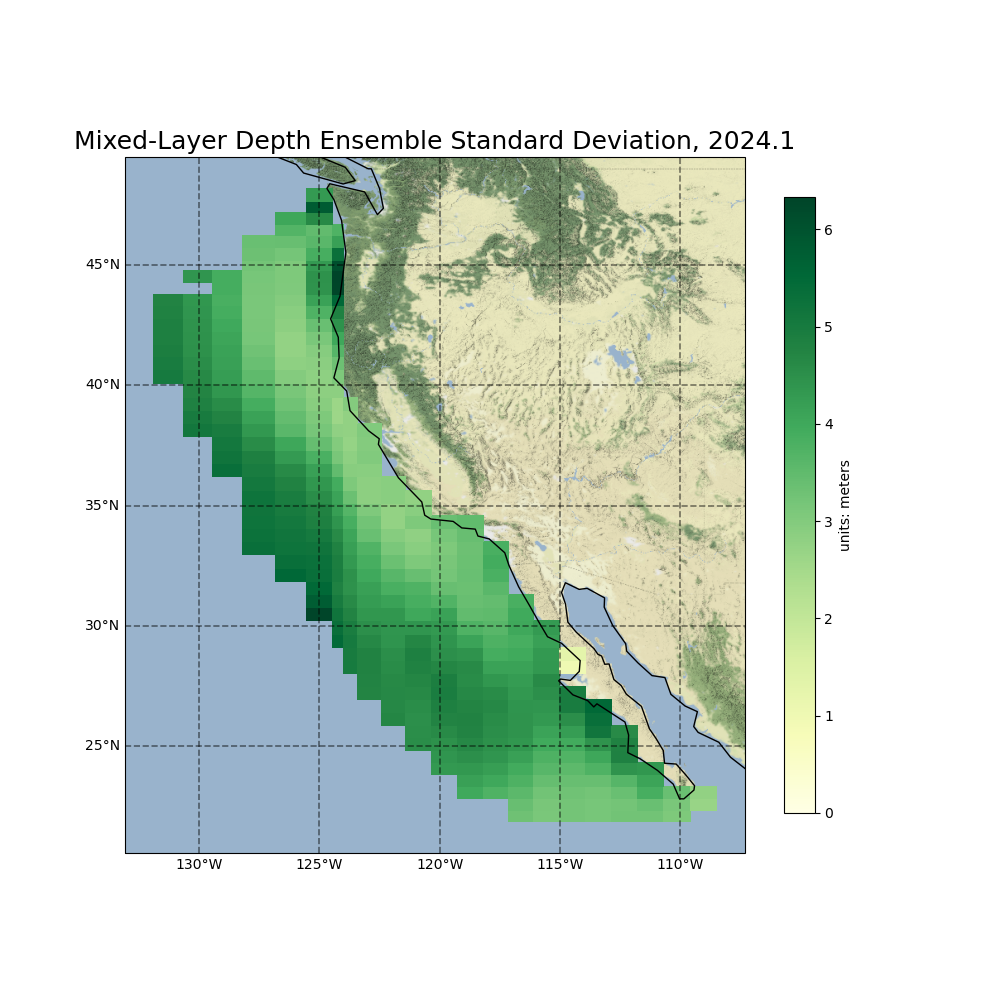 Mixed-Layer Depth Ensemble Standard Deviation, 2024.1
45°N
40°N
35°N
30°N
25°N
130°W
125°W
120°W
115°W
110°W
6
5
4
3
2
1
0
units: meters